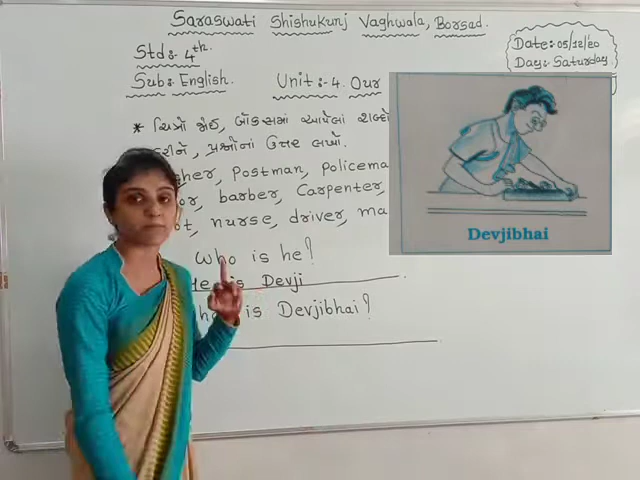 Saraswati Shishukunj Vaghwala, Borsad.
Std:- 4th.
Date:- 05/12/20
Day:- Saturday
Sub:- English. Unit :- 4. Our
* ચિત્રો જોઈ, બૉક્સમાં આપેલાં શબ્દો
પ્રશ્નોનાં ઉત્તર લખો.
postman, policema
barber, Carpenter,
nurse, driver, ma
Who is he?
He is Devji
is Devjibhai?
Devjibhai